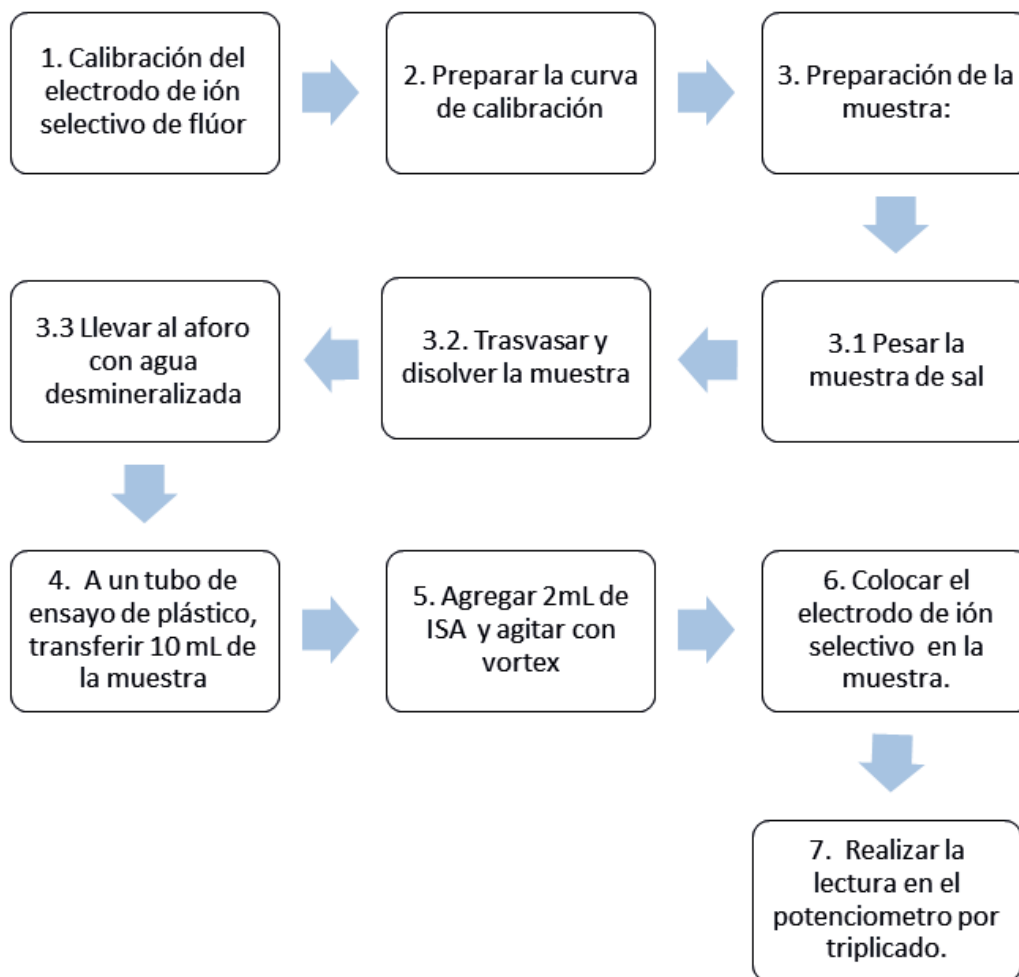 1. Calibración del
electrodo de ión
selectivo de flúor
2. Preparar la curva
de calibración
3. Preparación de la
muestra:
3.1 Pesar la
muestra de sal
3.2. Trasvasar y
disolver la muestra
3.3 Llevar al aforo
con agua
desmineralizada
4. A un tubo de
ensayo de plástico,
transferir 10 mL de
la muestra
5. Agregar 2mL de
ISA y agitar con
vortex
6. Colocar el
electrodo de ión
selectivo en la
muestra.
7. Realizar la
lectura en el
potenciometro por
triplicado.